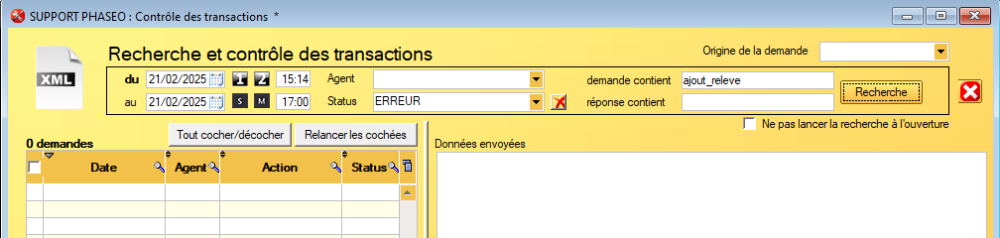 SUPPORT PHASEO : Contrôle des transactions *
XML
Recherche et contrôle des transactions
Origine de la demande
du 21/02/2025 1 2 15:14 Agent demande contient ajout_releve Recherche
au 21/02/2025 S M 17:00 Status ERREUR réponse contient
Ne pas lancer la recherche à l'ouverture
Tout cocher/décocher Relancer les cochées
0 demandes
Données envoyées
Date Agent Action Status